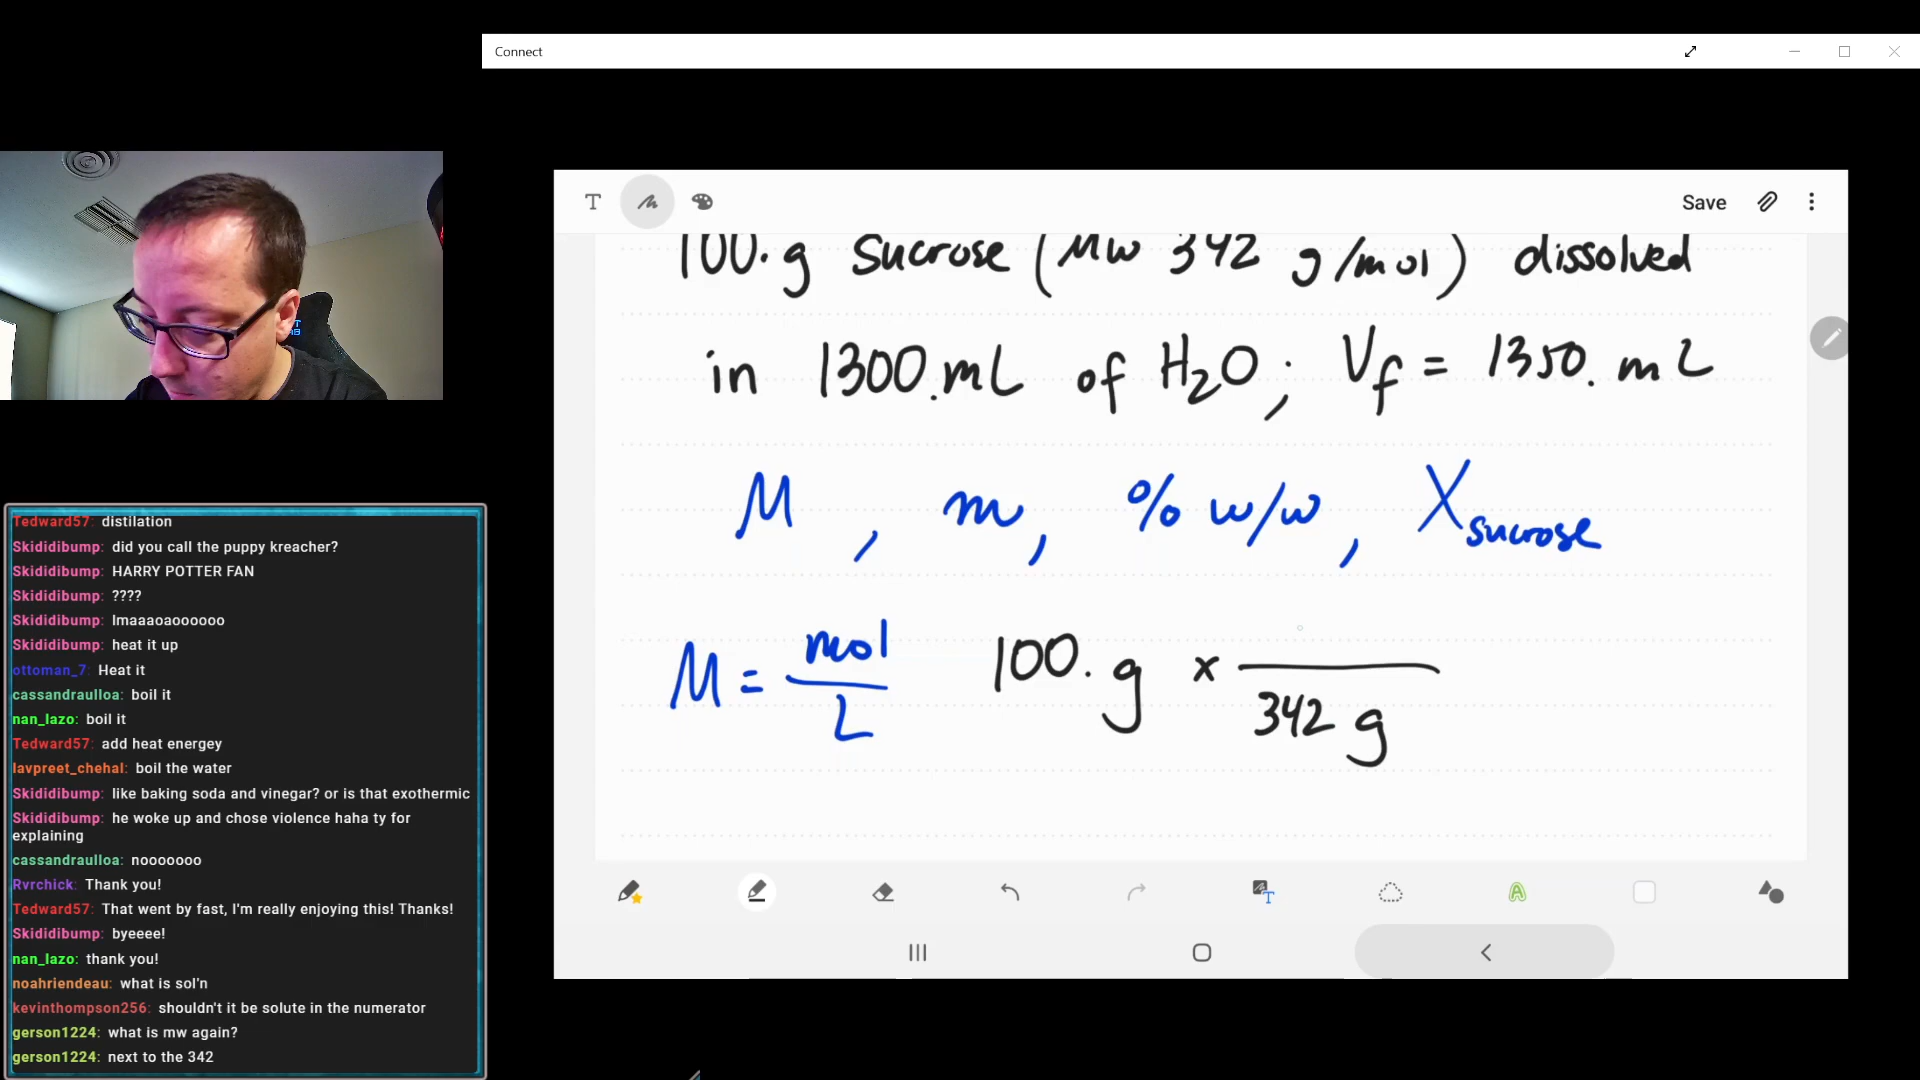 Connect
Save
100. g Sucrose (MW 342 g/mol) dissolved
in 1300. mL of H₂O; Vf = 1350. mL
M, m, % w/w, Xsucrose
M = mol/L 100. g x /342 g
Tedward57: distilation
Skididibump: did you call the puppy kreacher?
Skididibump: HARRY POTTER FAN
Skididibump: ????
Skididibump: lmaaaoaoooooo
Skididibump: heat it up
ottoman_7: Heat it
cassandraulloa: boil it
nan_lazo: boil it
Tedward57: add heat energey
lavpreet_chehal: boil the water
Skididibump: like baking soda and vinegar? or is that exothermic
Skididibump: he woke up and chose violence haha ty for
explaining
cassandraulloa: nooooooo
Rvrchick: Thank you!
Tedward57: That went by fast, I'm really enjoying this! Thanks!
Skididibump: byeeee!
nan_lazo: thank you!
noahriendeau: what is sol'n
kevinthompson256: shouldn't it be solute in the numerator
gerson1224: what is mw again?
gerson1224: next to the 342